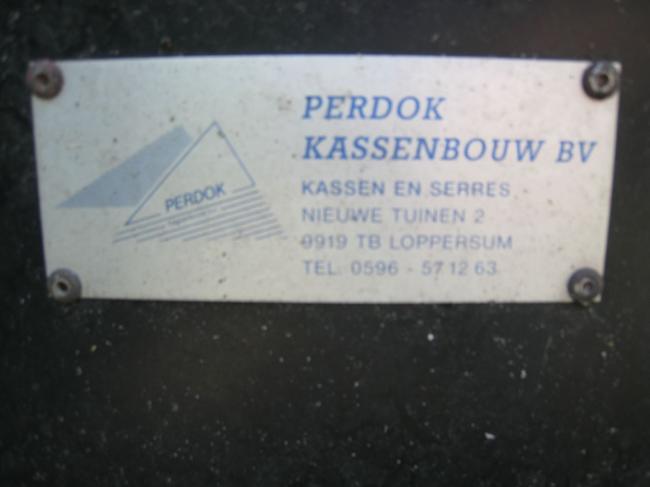 PERDOK
KASSENBOUW BV
KASSEN EN SERRES
NIEUWE TUINEN 2
9919 TB LOPPERSUM
TEL. 0596 - 57 12 63
PERDOK